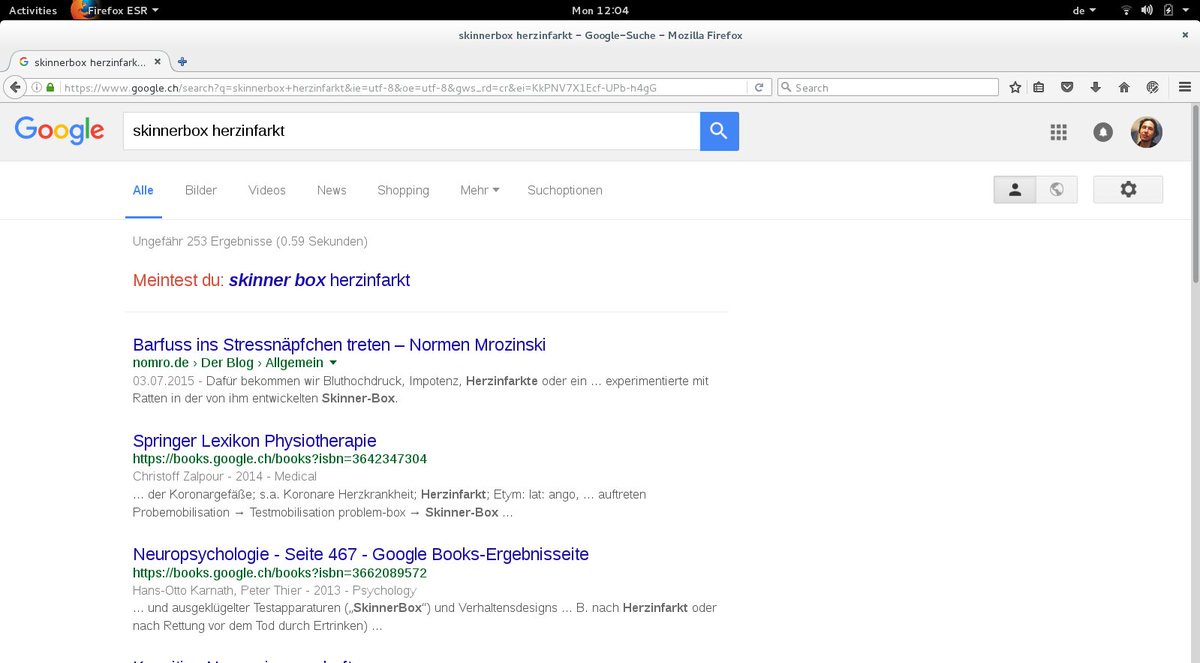 Activities Firefox ESR Mon 12:04 de
skinnerbox herzinfarkt - Google-Suche - Mozilla Firefox
skinnerbox herzinfark...
https://www.google.ch/search?q=skinnerbox+herzinfarkt&ie=utf-8&oe=utf-8&gws_rd=cr&ei=KkPNV7X1Ecf-UPb-h4gG Search
Google skinnerbox herzinfarkt
Alle Bilder Videos News Shopping Mehr Suchoptionen
Ungefähr 253 Ergebnisse (0.59 Sekunden)
Meintest du: skinner box herzinfarkt
Barfuss ins Stressnäpfchen treten – Normen Mrozinski
nomro.de › Der Blog › Allgemein
03.07.2015 - Dafür bekommen wir Bluthochdruck, Impotenz, Herzinfarkte oder ein ... experimentierte mit
Ratten in der von ihm entwickelten Skinner-Box.
Springer Lexikon Physiotherapie
https://books.google.ch/books?isbn=3642347304
Christoff Zalpour - 2014 - Medical
... der Koronargefäße; s.a. Koronare Herzkrankheit; Herzinfarkt; Etym: lat: ango, ... auftreten
Probemobilisation → Testmobilisation problem-box → Skinner-Box ...
Neuropsychologie - Seite 467 - Google Books-Ergebnisseite
https://books.google.ch/books?isbn=3662089572
Hans-Otto Karnath, Peter Thier - 2013 - Psychology
... und ausgeklügelter Testapparaturen („SkinnerBox“) und Verhaltensdesigns ... B. nach Herzinfarkt oder
nach Rettung vor dem Tod durch Ertrinken) ...